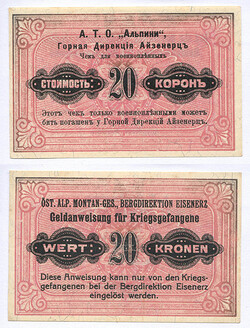 А. Т. О. „Альпини“,
Горная Дирекція Айзенерцъ
Чекъ для военноплѣнныхъ
СТОИМОСТЬ: 20 КОРОНЪ
Этотъ чекъ только военноплѣнными можетъ
быть погашенъ у Горной Дирекцій Айзенерцъ.
ÖST. ALP. MONTAN-GES., BERGDIREKTION EISENERZ
Geldanweisung für Kriegsgefangene
WERT: 20 KRONEN
Diese Anweisung kann nur von den Kriegs-
gefangenen bei der Bergdirektion Eisenerz
eingelöst werden.